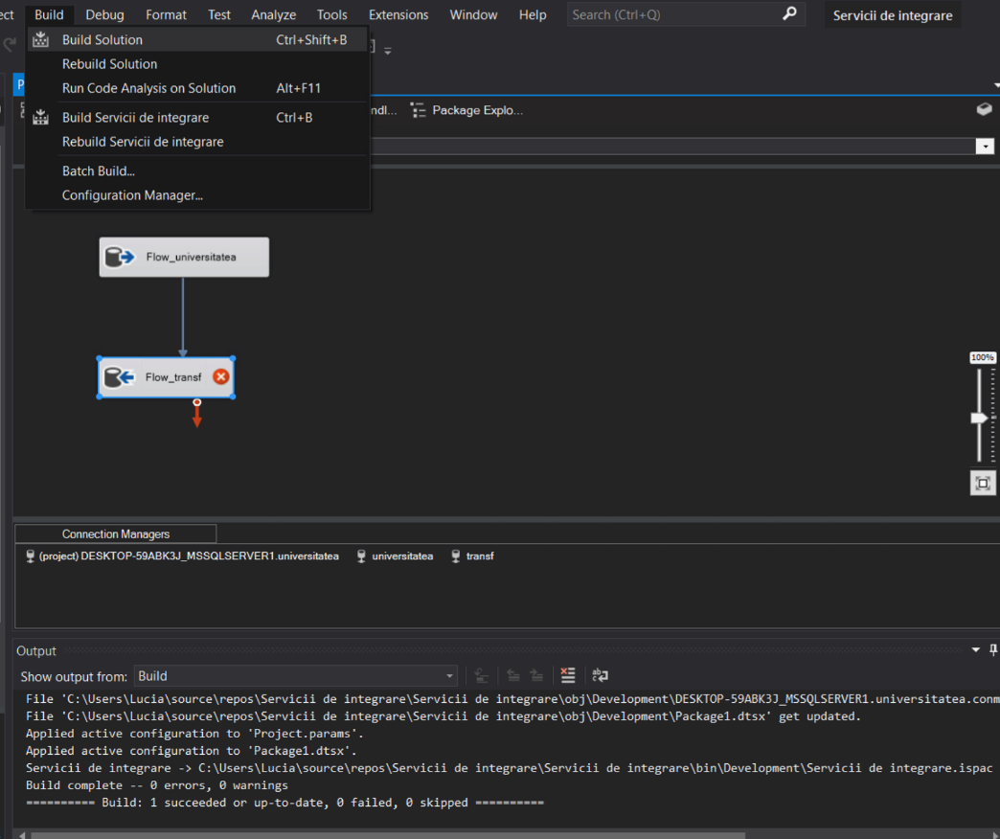 ect Build Debug Format Test Analyze Tools Extensions Window Help Search (Ctrl+Q) Servicii de integrare
Build Solution Ctrl+Shift+B
Rebuild Solution
Run Code Analysis on Solution Alt+F11
Build Servicii de integrare Ctrl+B
Rebuild Servicii de integrare
Batch Build...
Configuration Manager...
P
ndl... Package Explo...
Flow_universitatea
Flow_transf
100%
Connection Managers
(project) DESKTOP-59ABK3J_MSSQLSERVER1.universitatea universitatea transf
Output
Show output from: Build
File 'C:\Users\Lucia\source\repos\Servicii de integrare\Servicii de integrare\obj\Development\DESKTOP-59ABK3J_MSSQLSERVER1.universitatea.conm
File 'C:\Users\Lucia\source\repos\Servicii de integrare\Servicii de integrare\obj\Development\Package1.dtsx' get updated.
Applied active configuration to 'Project.params'.
Applied active configuration to 'Package1.dtsx'.
Servicii de integrare -> C:\Users\Lucia\source\repos\Servicii de integrare\Servicii de integrare\bin\Development\Servicii de integrare.ispac
Build complete -- 0 errors, 0 warnings
========== Build: 1 succeeded or up-to-date, 0 failed, 0 skipped ==========